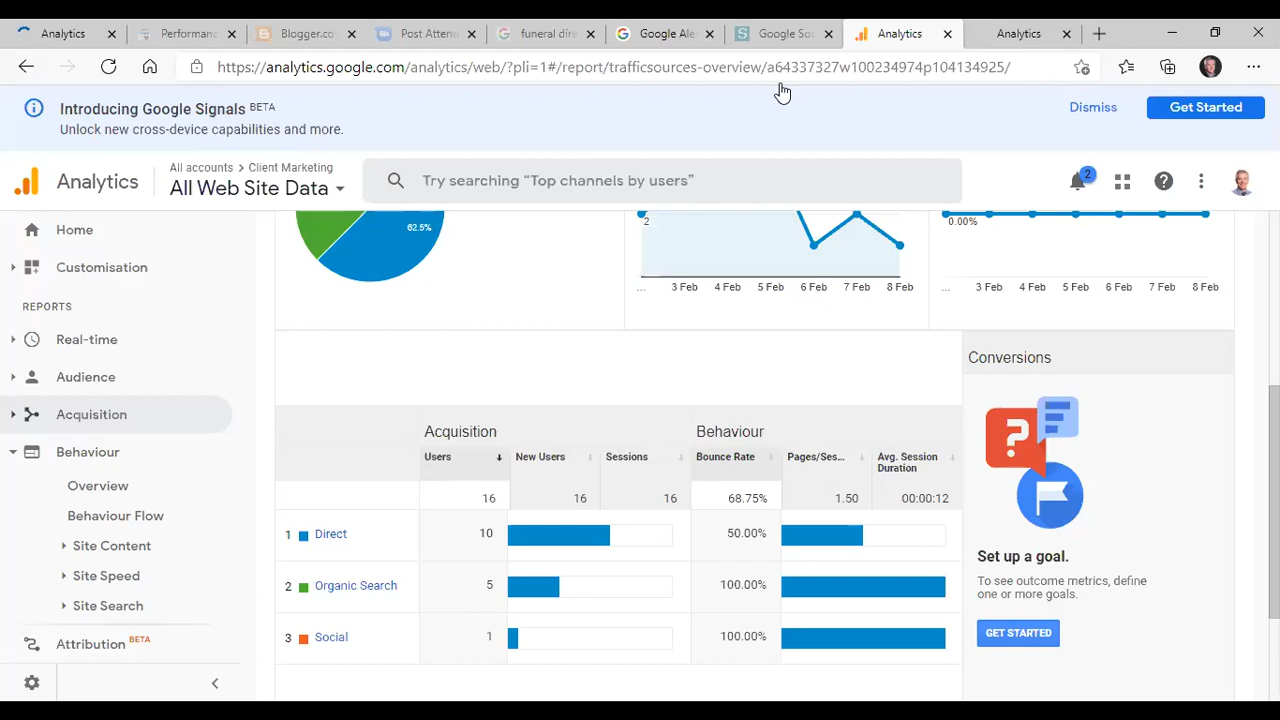 Analytics
Performanc
Blogger.co
Post Atten
funeral dire
Google Ale
Google Soc
Analytics
Analytics
https://analytics.google.com/analytics/web/?pli=1#/report/trafficsources-overview/a64337327w100234974p104134925/
Introducing Google Signals BETA
Unlock new cross-device capabilities and more.
Dismiss
Get Started
Analytics
All accounts > Client Marketing
All Web Site Data
Try searching “Top channels by users”
2
Home
Customisation
REPORTS
Real-time
Audience
Acquisition
Behaviour
Overview
Behaviour Flow
Site Content
Site Speed
Site Search
Attribution BETA
62.5%
2
... 3 Feb 4 Feb 5 Feb 6 Feb 7 Feb 8 Feb
0.00%
... 3 Feb 4 Feb 5 Feb 6 Feb 7 Feb 8 Feb
Acquisition Behaviour
Users New Users Sessions Bounce Rate Pages/Ses... Avg. Session
Duration
16 16 16 68.75% 1.50 00:00:12
1 Direct 10 50.00%
2 Organic Search 5 100.00%
3 Social 1 100.00%
Conversions
?
Set up a goal.
To see outcome metrics, define
one or more goals.
GET STARTED